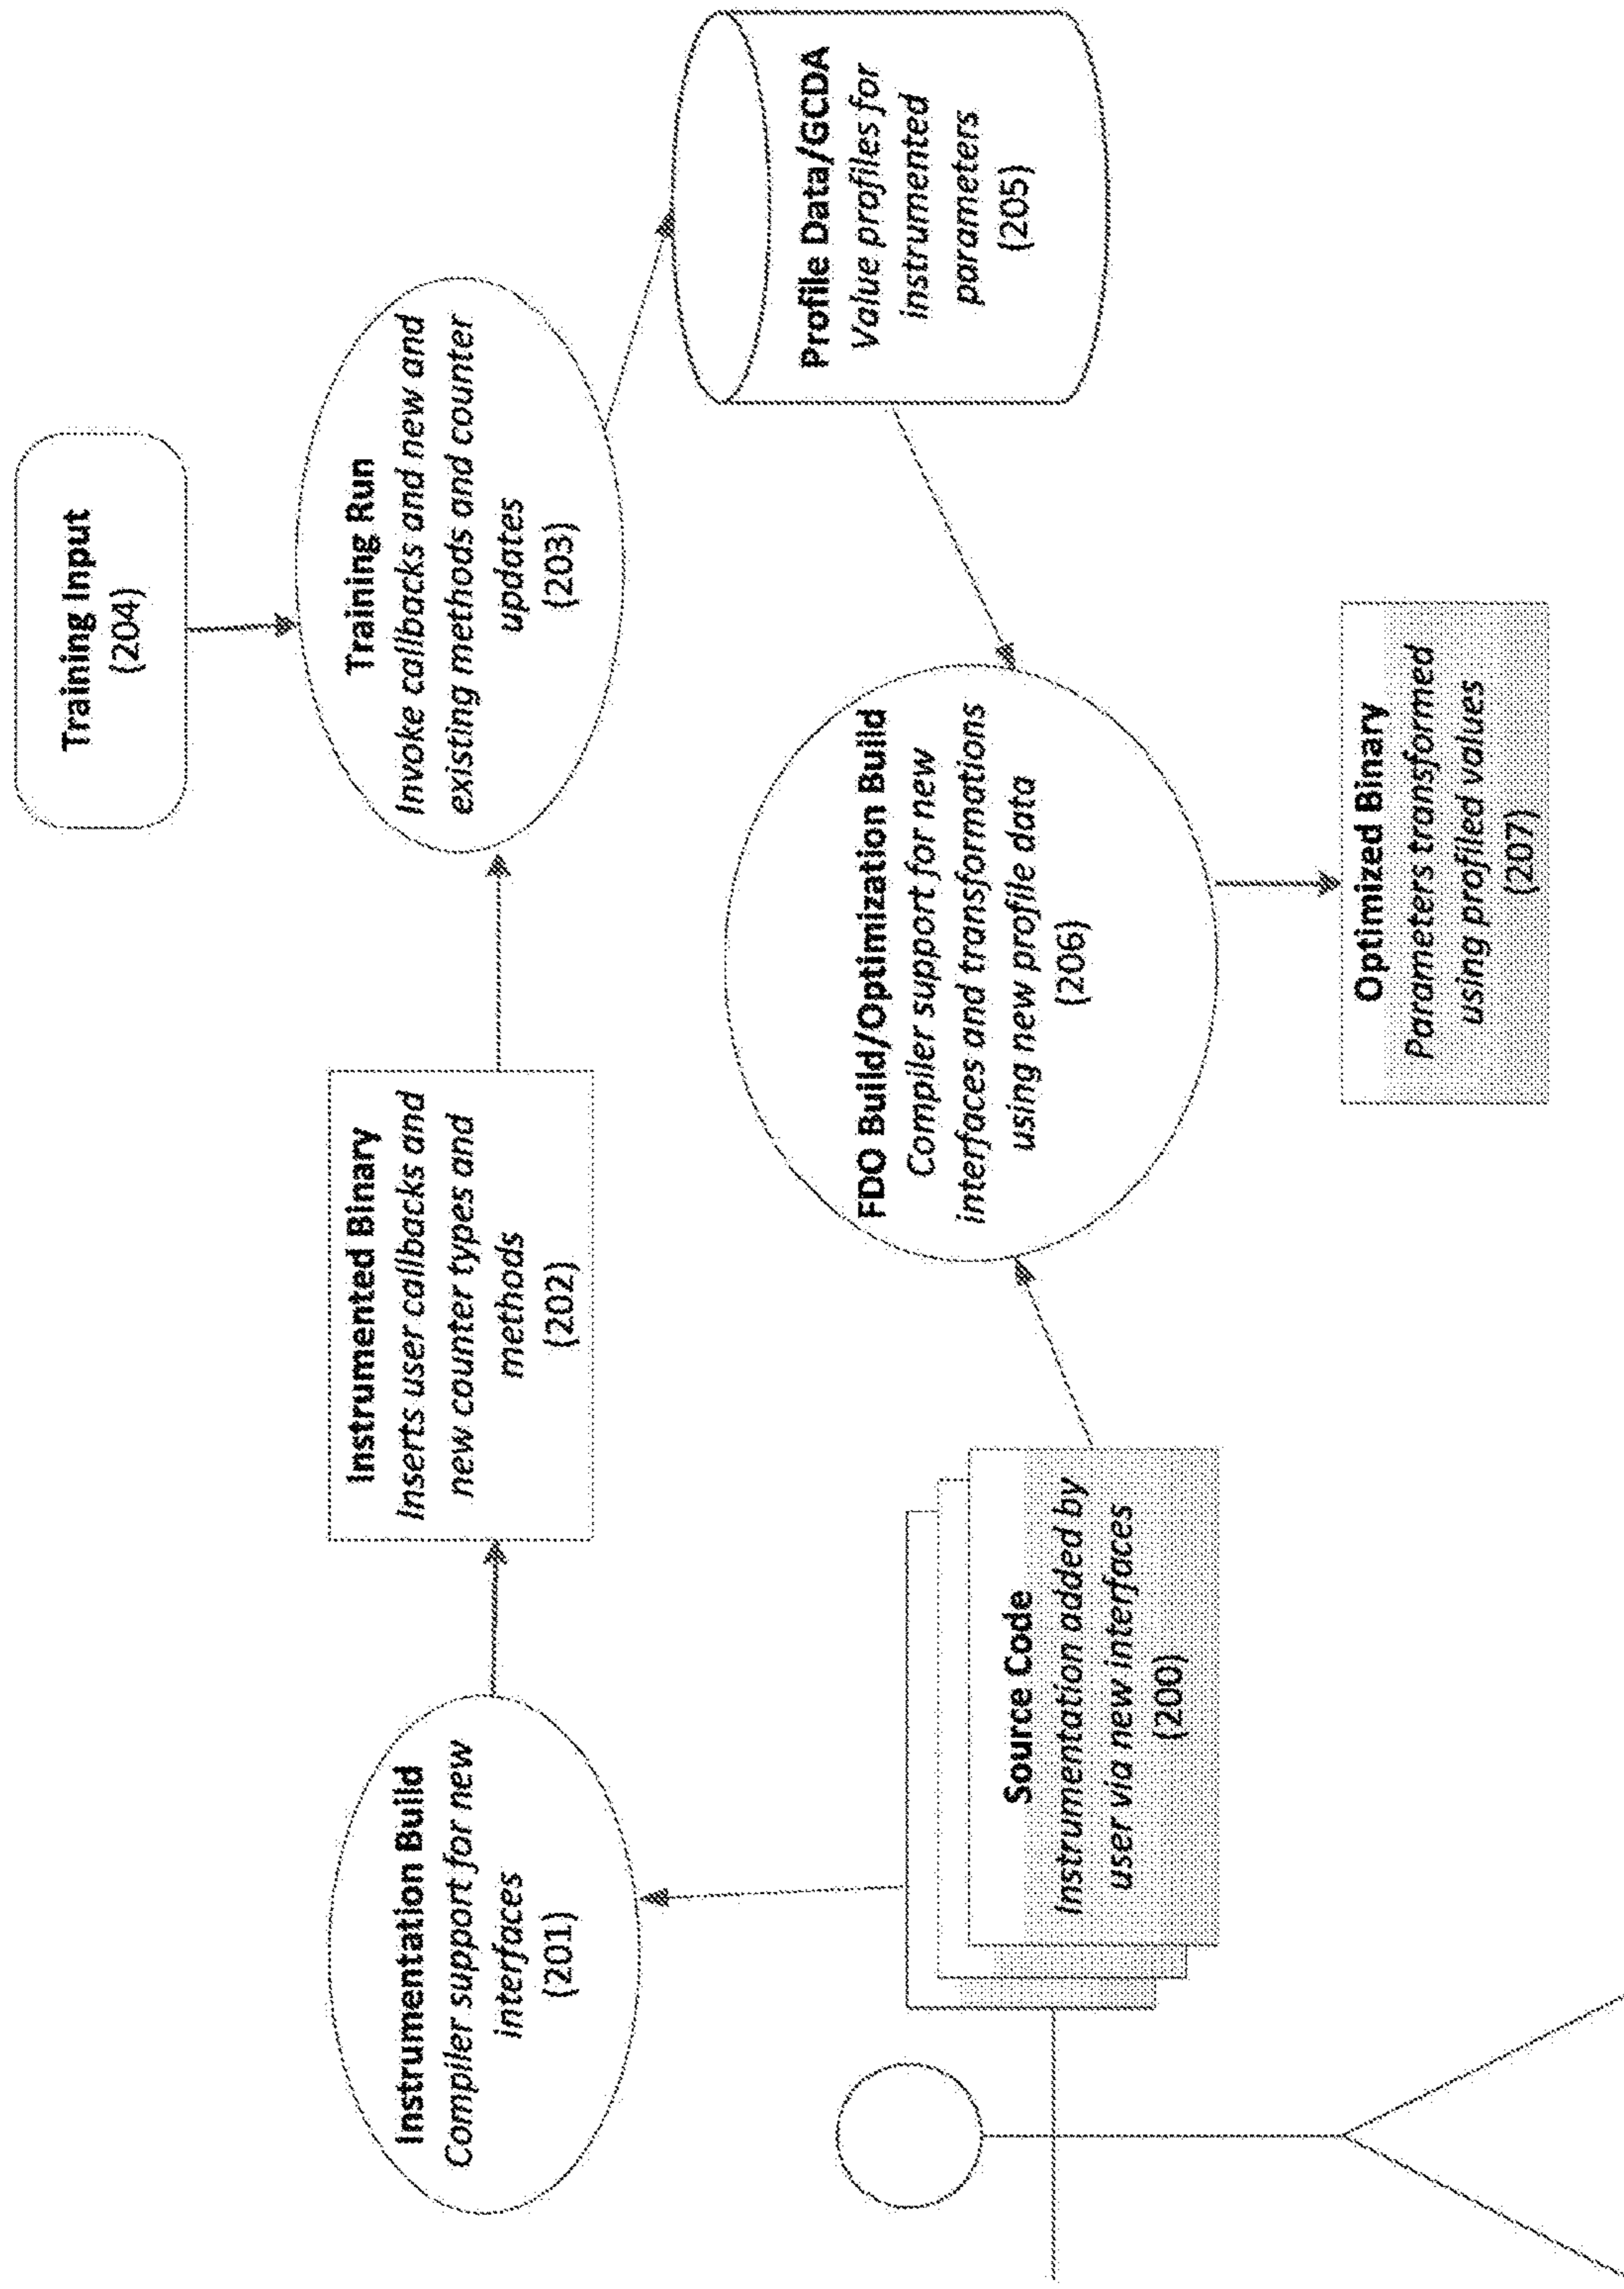 Training Input
(204)
Instrumentation Build
Compiler support for new
interfaces
(201)
Instrumented Binary
Inserts user callbacks and
new counter types and
methods
(202)
Training Run
Invoke callbacks and new and
existing methods and counter
updates
(203)
Profile Data/GCDA
Value profiles for
instrumented
parameters
(205)
FDO Build/Optimization Build
Compiler support for new
interfaces and transformations
using new profile data
(206)
Source Code
Instrumentation added by
user via new interfaces
(200)
Optimized Binary
Parameters transformed
using profiled values
(207)